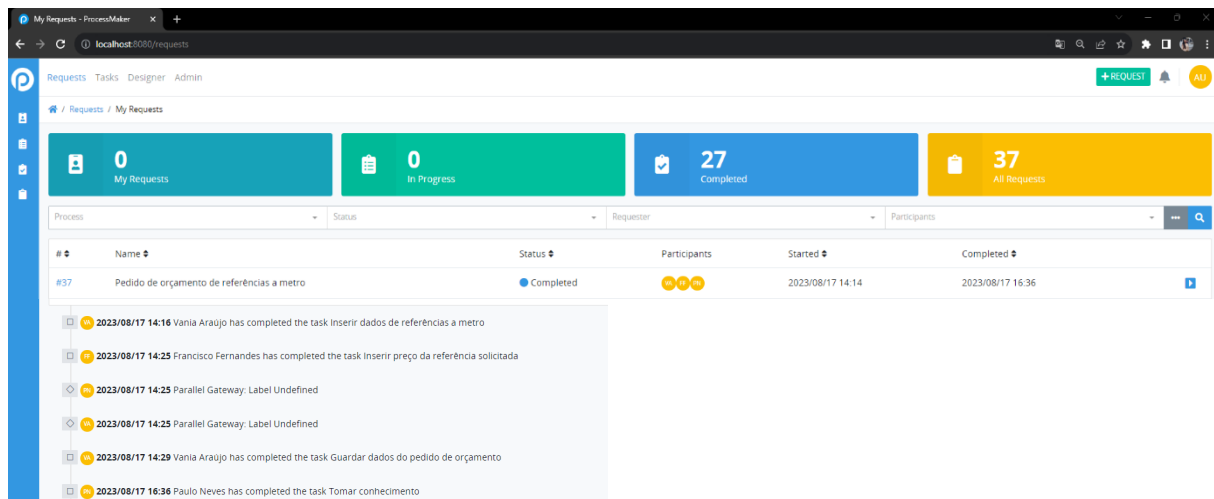 My Requests - ProcessMaker
localhost:8080/requests
Requests Tasks Designer Admin
+ REQUEST
AU
/ Requests / My Requests
0
My Requests
0
In Progress
27
Completed
37
All Requests
Process
Status
Requester
Participants
# Name Status Participants Started Completed
#37 Pedido de orçamento de referências a metro Completed VA FF PN 2023/08/17 14:14 2023/08/17 16:36
VA 2023/08/17 14:16 Vania Araújo has completed the task Inserir dados de referências a metro
FF 2023/08/17 14:25 Francisco Fernandes has completed the task Inserir preço da referência solicitada
PN 2023/08/17 14:25 Parallel Gateway: Label Undefined
VA 2023/08/17 14:25 Parallel Gateway: Label Undefined
VA 2023/08/17 14:29 Vania Araújo has completed the task Guardar dados do pedido de orçamento
PN 2023/08/17 16:36 Paulo Neves has completed the task Tomar conhecimento